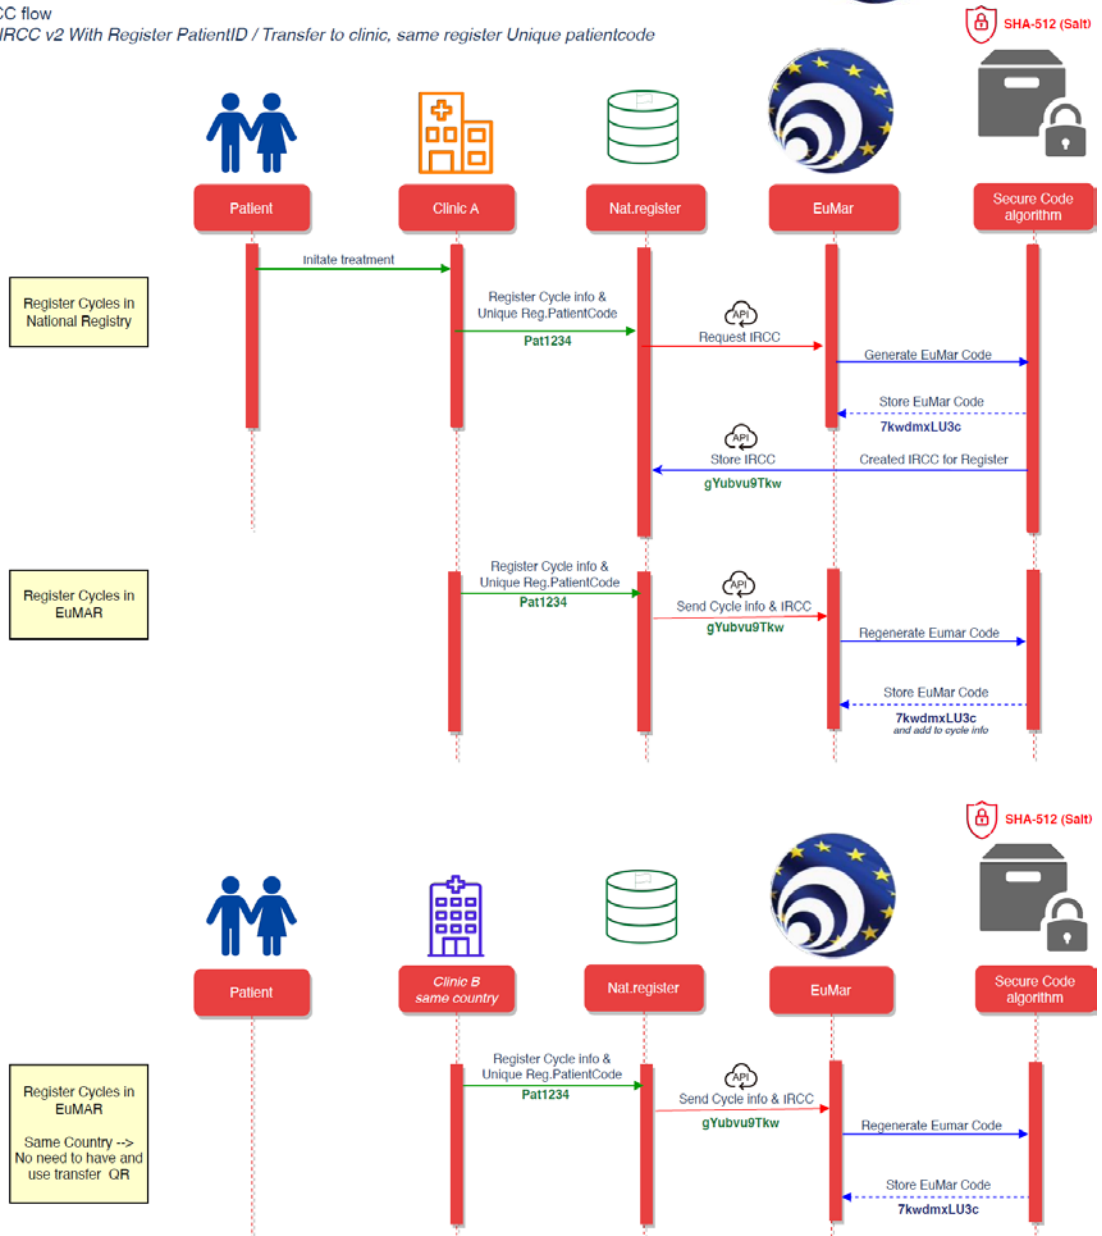 CC flow
IRCC v2 With Register PatientID / Transfer to clinic, same register Unique patientcode
SHA-512 (Salt)
Patient
Clinic A
Nat.register
EuMar
Secure Code
algorithm
Initate treatment
Register Cycles in
National Registry
Register Cycle info &
Unique Reg.PatientCode
Pat1234
API
Request IRCC
Generate EuMar Code
Store EuMar Code
7kwdmxLU3c
API
Store IRCC
Created IRCC for Register
gYubvu9Tkw
Register Cycles in
EuMAR
Register Cycle info &
Unique Reg.PatientCode
Pat1234
API
Send Cycle info & IRCC
gYubvu9Tkw
Regenerate Eumar Code
Store EuMar Code
7kwdmxLU3c
and add to cycle info
SHA-512 (Salt)
Patient
Clinic B
same country
Nat.register
EuMar
Secure Code
algorithm
Register Cycles in
EuMAR
Same Country -->
No need to have and
use transfer QR
Register Cycle info &
Unique Reg.PatientCode
Pat1234
API
Send Cycle info & IRCC
gYubvu9Tkw
Regenerate Eumar Code
Store EuMar Code
7kwdmxLU3c